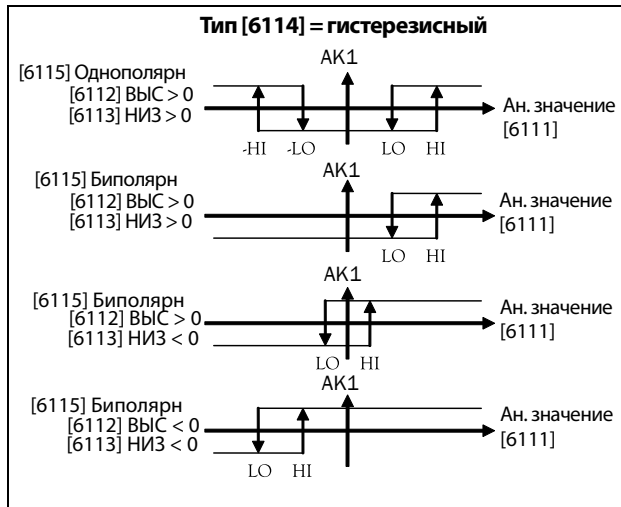 Тип [6114] = гистерезисный
АК1
[6115] Однополярн
[6112] ВЫС > 0
[6113] НИЗ > 0
Ан. значение
[6111]
-HI -LO LO HI
АК1
[6115] Биполярн
[6112] ВЫС > 0
[6113] НИЗ > 0
Ан. значение
[6111]
LO HI
АК1
[6115] Биполярн
[6112] ВЫС > 0
[6113] НИЗ < 0
Ан. значение
[6111]
LO HI
АК1
[6115] Биполярн
[6112] ВЫС < 0
[6113] НИЗ < 0
Ан. значение
[6111]
LO HI